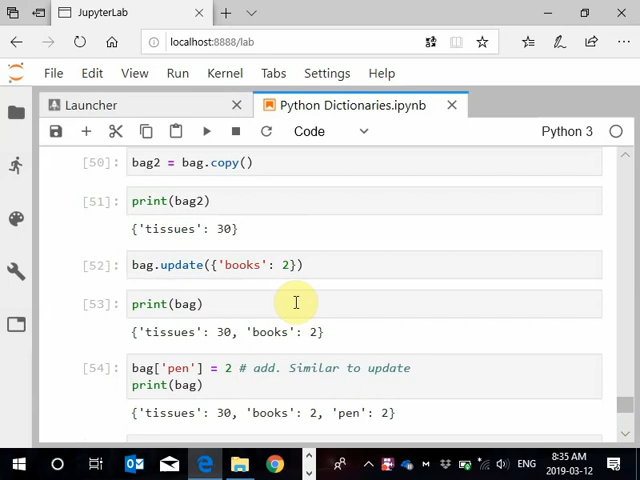 JupyterLab
localhost:8888/lab
File Edit View Run Kernel Tabs Settings Help
Launcher
Python Dictionaries.ipynb
Code
Python 3
[50]: bag2 = bag.copy()
[51]: print(bag2)
{'tissues': 30}
[52]: bag.update({'books': 2})
[53]: print(bag)
{'tissues': 30, 'books': 2}
[54]: bag['pen'] = 2 # add. Similar to update
print(bag)
{'tissues': 30, 'books': 2, 'pen': 2}
ENG
8:35 AM
2019-03-12